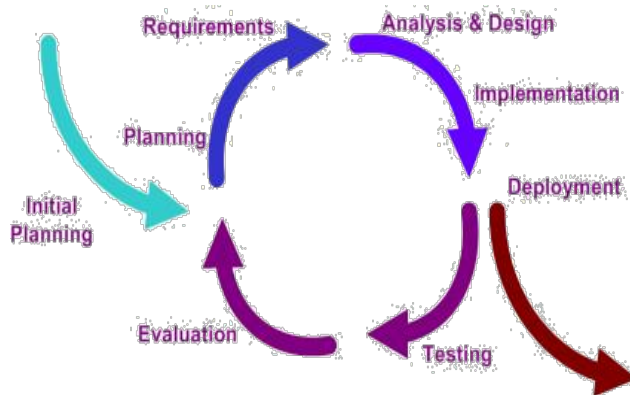 Requirements
Analysis & Design
Planning
Implementation
Initial
Planning
Deployment
Evaluation
Testing